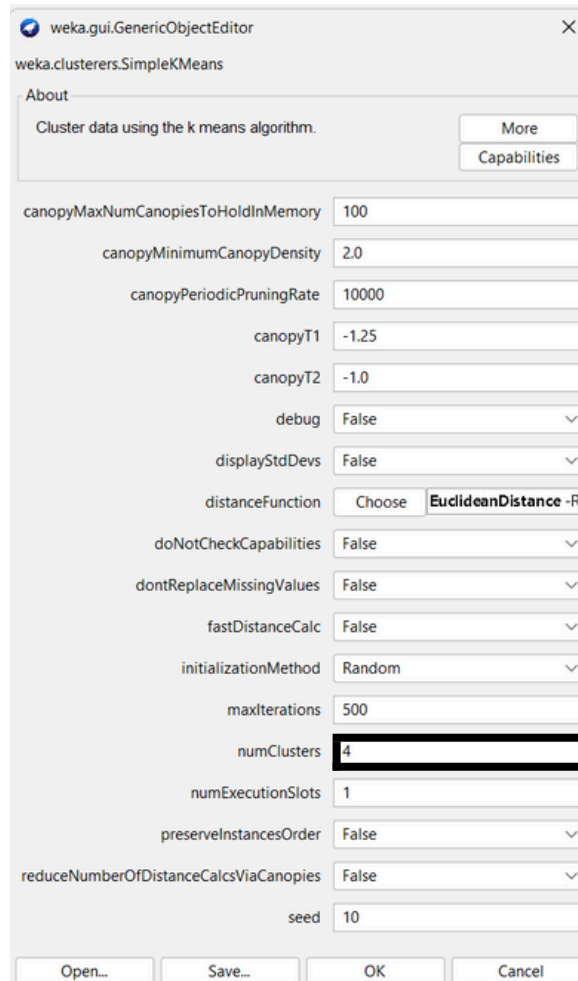 weka.gui.GenericObjectEditor
weka.clusterers.SimpleKMeans
About
Cluster data using the k means algorithm.
More
Capabilities
canopyMaxNumCanopiesToHoldInMemory 100
canopyMinimumCanopyDensity 2.0
canopyPeriodicPruningRate 10000
canopyT1 -1.25
canopyT2 -1.0
debug False
displayStdDevs False
distanceFunction Choose EuclideanDistance -R
doNotCheckCapabilities False
dontReplaceMissingValues False
fastDistanceCalc False
initializationMethod Random
maxIterations 500
numClusters 4
numExecutionSlots 1
preserveInstancesOrder False
reduceNumberOfDistanceCalcsViaCanopies False
seed 10
Open... Save... OK Cancel